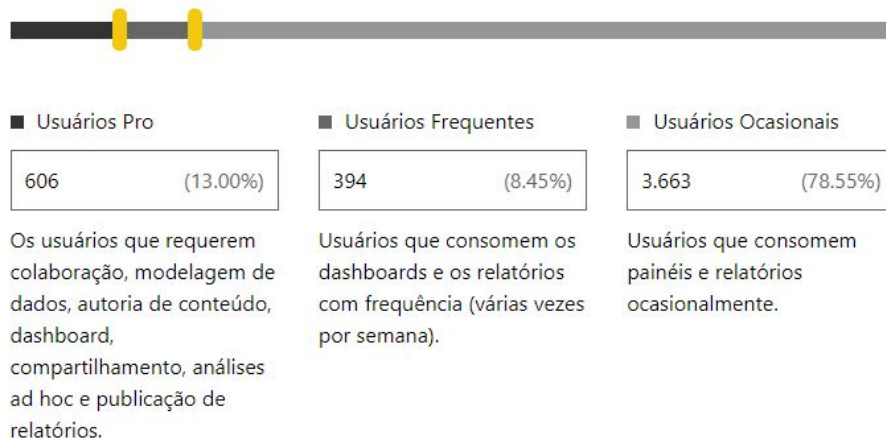 Usuários Pro
606 (13.00%)
Os usuários que requerem
colaboração, modelagem de
dados, autoria de conteúdo,
dashboard,
compartilhamento, análises
ad hoc e publicação de
relatórios.
Usuários Frequentes
394 (8.45%)
Usuários que consomem os
dashboards e os relatórios
com frequência (várias vezes
por semana).
Usuários Ocasionais
3.663 (78.55%)
Usuários que consomem
painéis e relatórios
ocasionalmente.